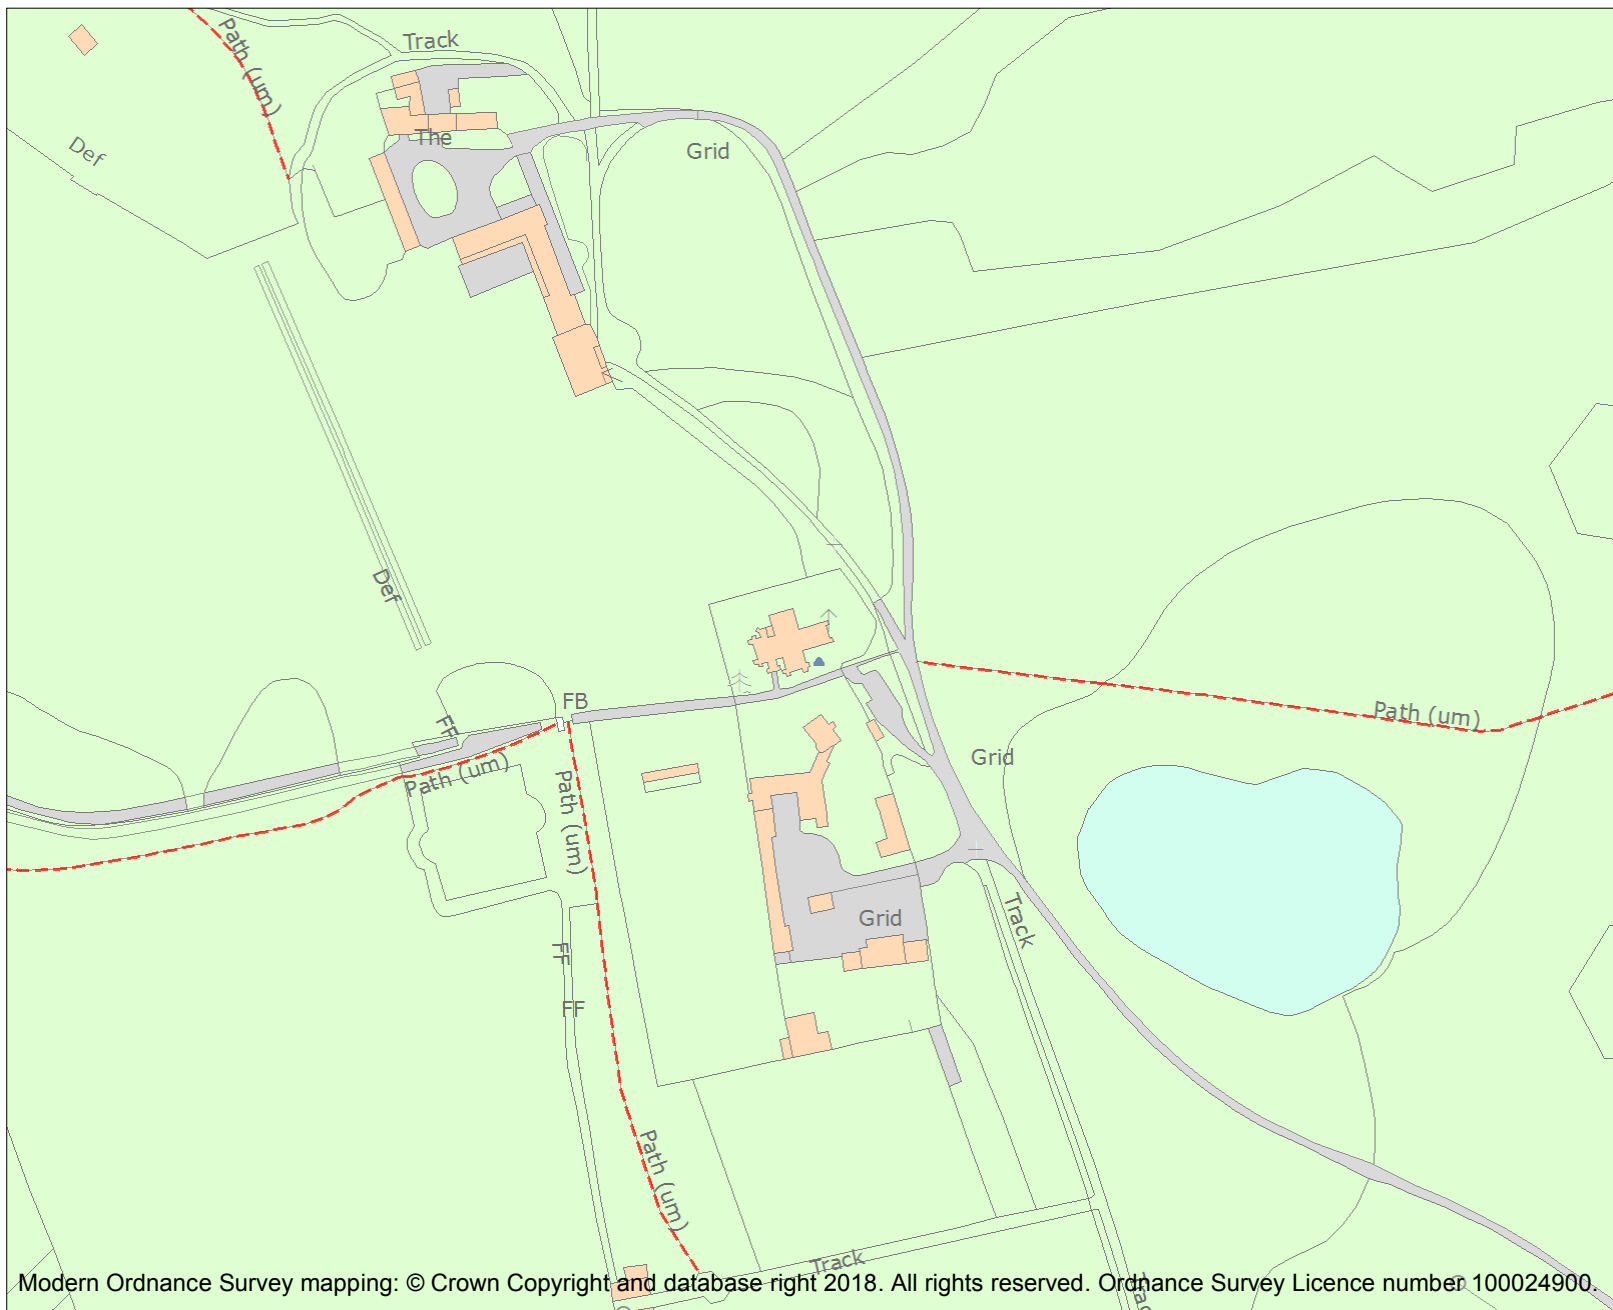 Path (um)
Track
Def
The
Grid
Def
FB
FF
Path (um)
Path (um)
Path (um)
Grid
Grid
Track
FF
FF
Path (um)
Track
Modern Ordnance Survey mapping: © Crown Copyright and database right 2018. All rights reserved. Ordnance Survey Licence number 100024900.